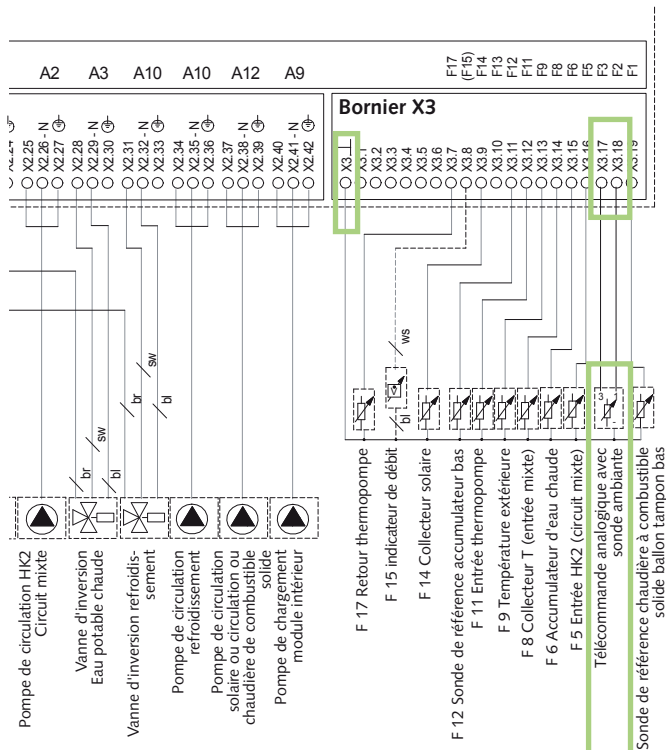 A2
A3
A10
A10
A12
A9
F17
(F15)
F14
F13
F12
F11
F9
F8
F6
F5
F3
F2
F1
Bornier X3
X2.25
X2.26 - N
X2.27
X2.28
X2.29 - N
X2.30
X2.31
X2.32 - N
X2.33
X2.34
X2.35 - N
X2.36
X2.37
X2.38 - N
X2.39
X2.40
X2.41 - N
X2.42
X3.⊥
X3.1
X3.2
X3.3
X3.4
X3.5
X3.6
X3.7
X3.8
X3.9
X3.10
X3.11
X3.12
X3.13
X3.14
X3.15
X3.16
X3.17
X3.18
X3.19
br
sw
bl
br
sw
bl
ws
bl
3
1
Pompe de circulation HK2
Circuit mixte
Vanne d'inversion
Eau potable chaude
Vanne d'inversion refroidis-
sement
Pompe de circulation
refroidissement
Pompe de circulation
solaire ou circulation ou
chaudière de combustible
solide
Pompe de chargement
module intérieur
F 17 Retour thermopompe
F 15 indicateur de débit
F 14 Collecteur solaire
F 12 Sonde de référence accumulateur bas
F 11 Entrée thermopompe
F 9 Température extérieure
F 8 Collecteur T (entrée mixte)
F 6 Accumulateur d'eau chaude
F 5 Entrée HK2 (circuit mixte)
Télécommande analogique avec
sonde ambiante
Sonde de référence chaudière à combustible
solide ballon tampon bas